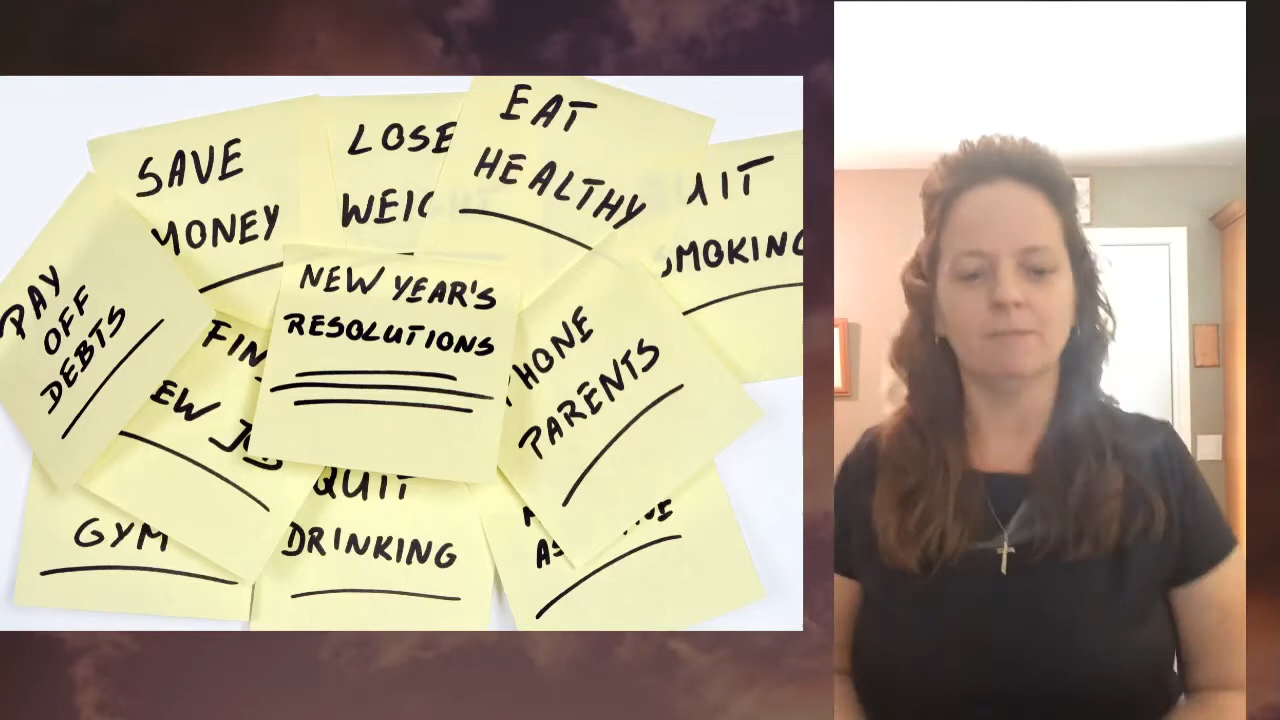 SAVE
MONEY
LOSE
EAT
HEALTHY
SMOKING
PAY
OFF
DEBTS
NEW YEAR'S
RESOLUTIONS
PHONE
PARENTS
GYM
QUIT
DRINKING